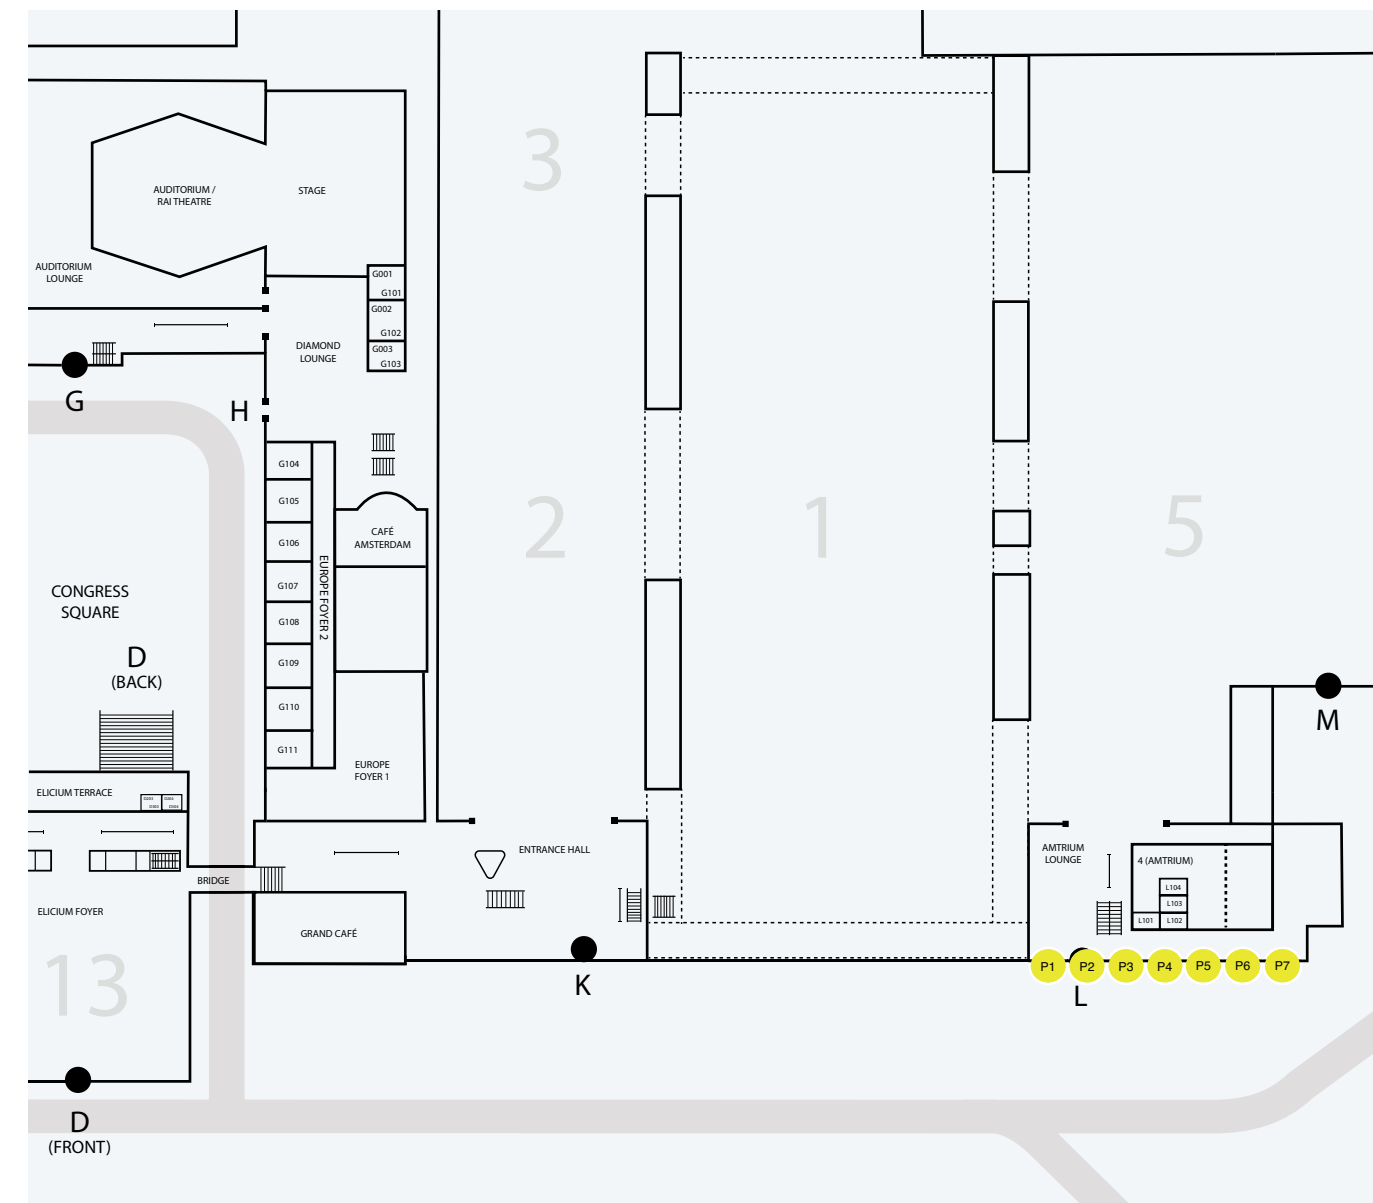 3
AUDITORIUM /
RAI THEATRE
STAGE
AUDITORIUM
LOUNGE
G001
G101
G002
G102
G003
G103
DIAMOND
LOUNGE
G
H
G104
G105
G106
G107
G108
G109
G110
G111
EUROPE FOYER 2
CAFÉ
AMSTERDAM
2
1
5
CONGRESS
SQUARE
D
(BACK)
M
EUROPE
FOYER 1
ELICIUM TERRACE
ENTRANCE HALL
AMTRIUM
LOUNGE
4 (AMTRIUM)
L104
L103
L101
L102
BRIDGE
ELICIUM FOYER
GRAND CAFÉ
13
K
P1
P2
P3
P4
P5
P6
P7
L
D
(FRONT)